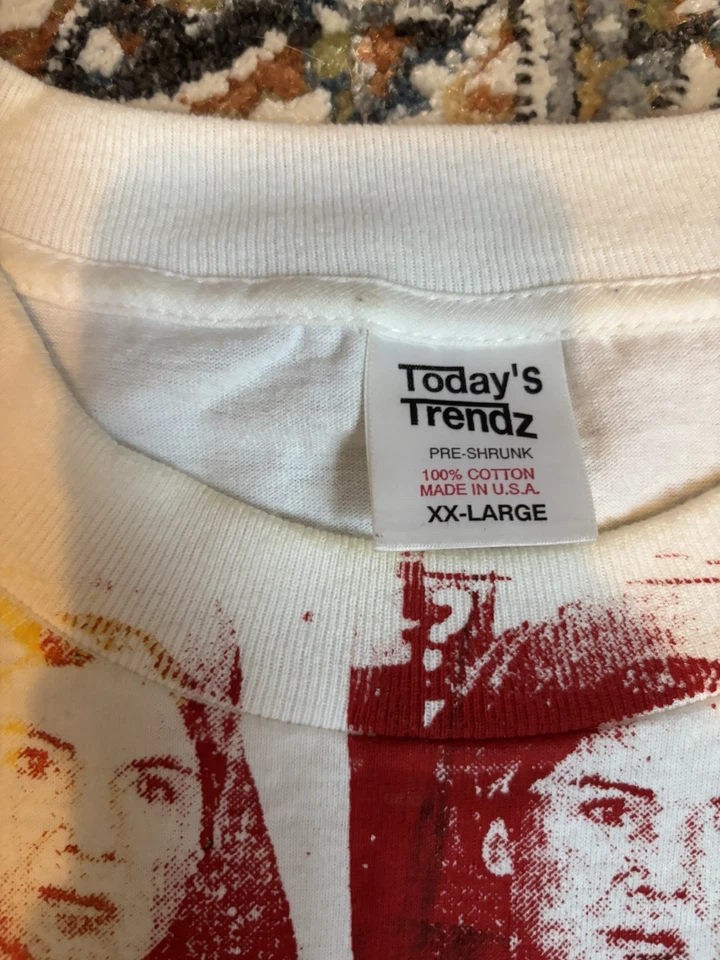 Today's
Trendz
PRE-SHRUNK
100% COTTON
MADE IN U.S.A.
XX-LARGE
?